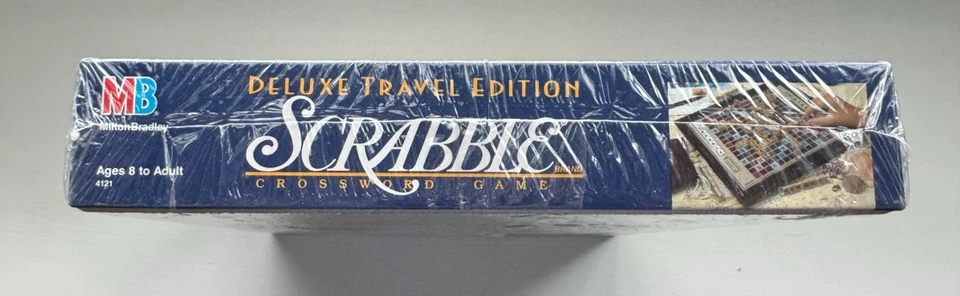 MB
Milton Bradley
Ages 8 to Adult
4121
DELUXE TRAVEL EDITION
SCRABBLE®
BRAND
CROSSWORD GAME